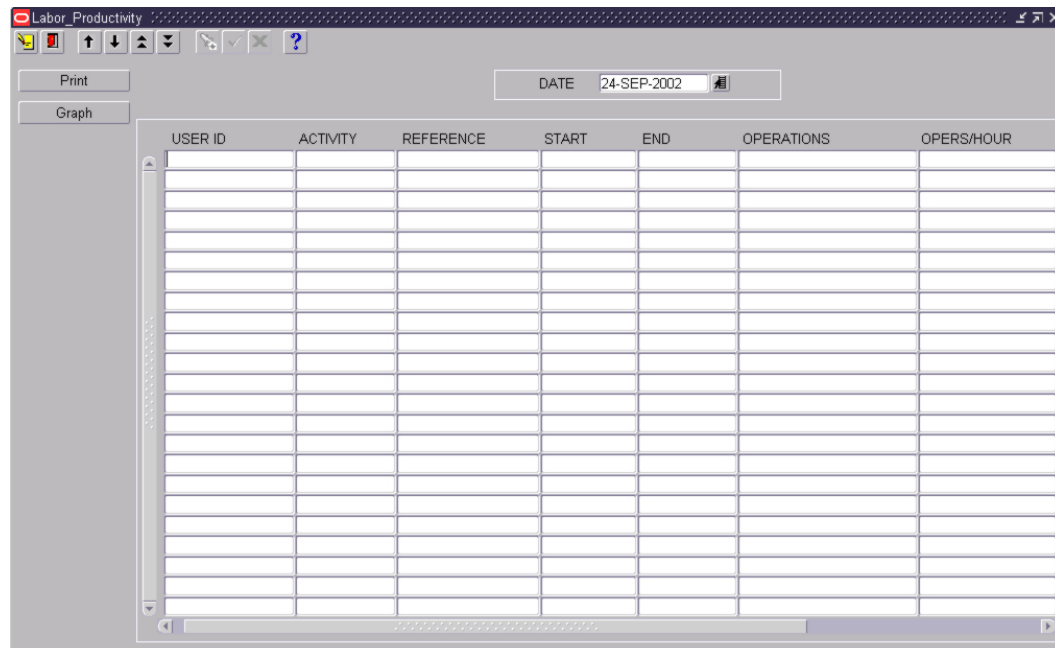 Labor_Productivity
?
Print
DATE 24-SEP-2002
Graph
USER ID ACTIVITY REFERENCE START END OPERATIONS OPERS/HOUR